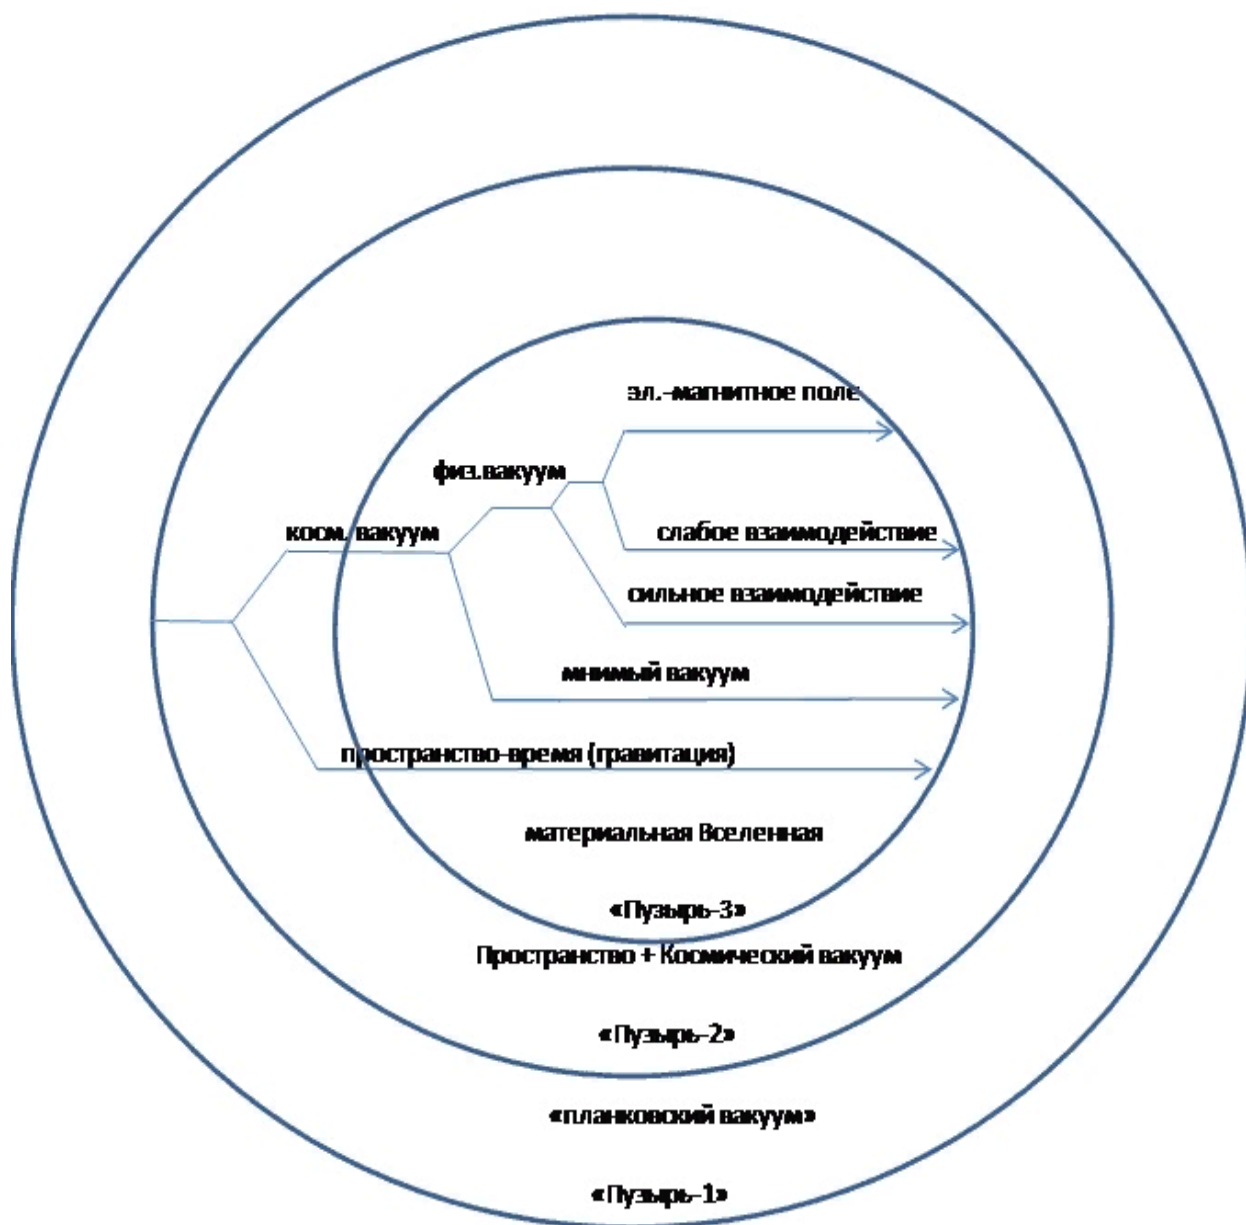 эл.-магнитное поле
физ.вакуум
косм. вакуум
слабое взаимодействие
сильное взаимодействие
мнимый вакуум
пространство-время (гравитация)
материальная Вселенная
«Пузырь-3»
Пространство + Космический вакуум
«Пузырь-2»
«планковский вакуум»
«Пузырь-1»